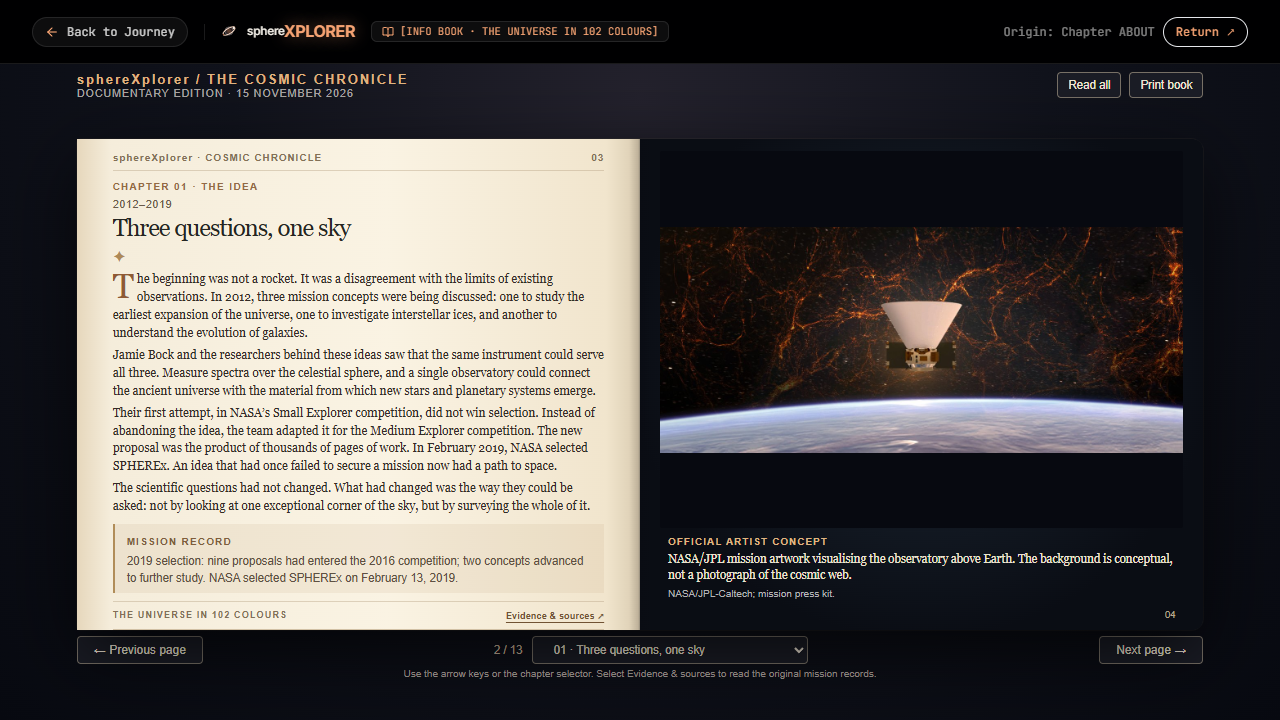 ← Back to Journey
sphereXPLORER
[INFO BOOK · THE UNIVERSE IN 102 COLOURS]
Origin: Chapter ABOUT
Return ↗
sphereXplorer / THE COSMIC CHRONICLE
DOCUMENTARY EDITION · 15 NOVEMBER 2026
Read all
Print book
sphereXplorer · COSMIC CHRONICLE
03
CHAPTER 01 · THE IDEA
2012–2019
Three questions, one sky
✦
The beginning was not a rocket. It was a disagreement with the limits of existing
observations. In 2012, three mission concepts were being discussed: one to study the
earliest expansion of the universe, one to investigate interstellar ices, and another to
understand the evolution of galaxies.
Jamie Bock and the researchers behind these ideas saw that the same instrument could serve
all three. Measure spectra over the celestial sphere, and a single observatory could connect
the ancient universe with the material from which new stars and planetary systems emerge.
Their first attempt, in NASA's Small Explorer competition, did not win selection. Instead of
abandoning the idea, the team adapted it for the Medium Explorer competition. The new
proposal was the product of thousands of pages of work. In February 2019, NASA selected
SPHEREx. An idea that had once failed to secure a mission now had a path to space.
The scientific questions had not changed. What had changed was the way they could be
asked: not by looking at one exceptional corner of the sky, but by surveying the whole of it.
MISSION RECORD
2019 selection: nine proposals had entered the 2016 competition; two concepts advanced
to further study. NASA selected SPHEREx on February 13, 2019.
THE UNIVERSE IN 102 COLOURS
Evidence & sources ↗
OFFICIAL ARTIST CONCEPT
NASA/JPL mission artwork visualising the observatory above Earth. The background is conceptual,
not a photograph of the cosmic web.
NASA/JPL-Caltech; mission press kit.
04
← Previous page
2 / 13
01 · Three questions, one sky
Next page →
Use the arrow keys or the chapter selector. Select Evidence & sources to read the original mission records.